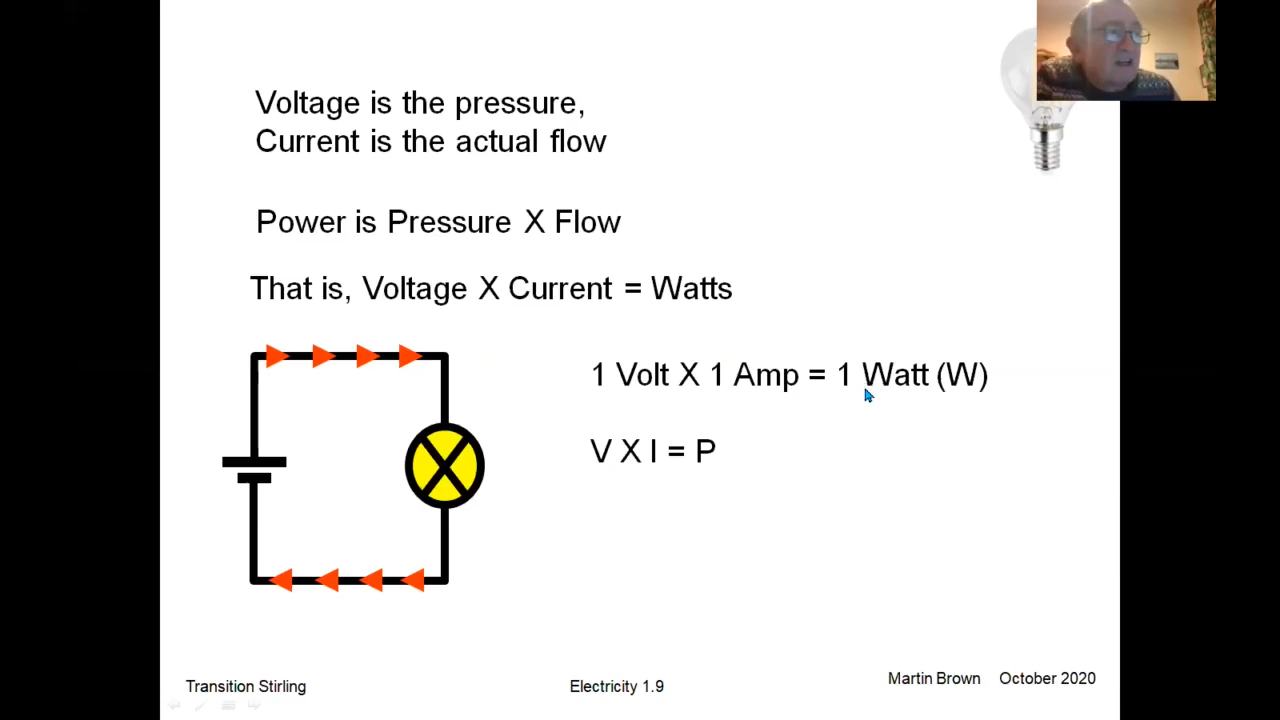 Voltage is the pressure,
Current is the actual flow
Power is Pressure X Flow
That is, Voltage X Current = Watts
1 Volt X 1 Amp = 1 Watt (W)
V X I = P
Transition Stirling
Electricity 1.9
Martin Brown October 2020